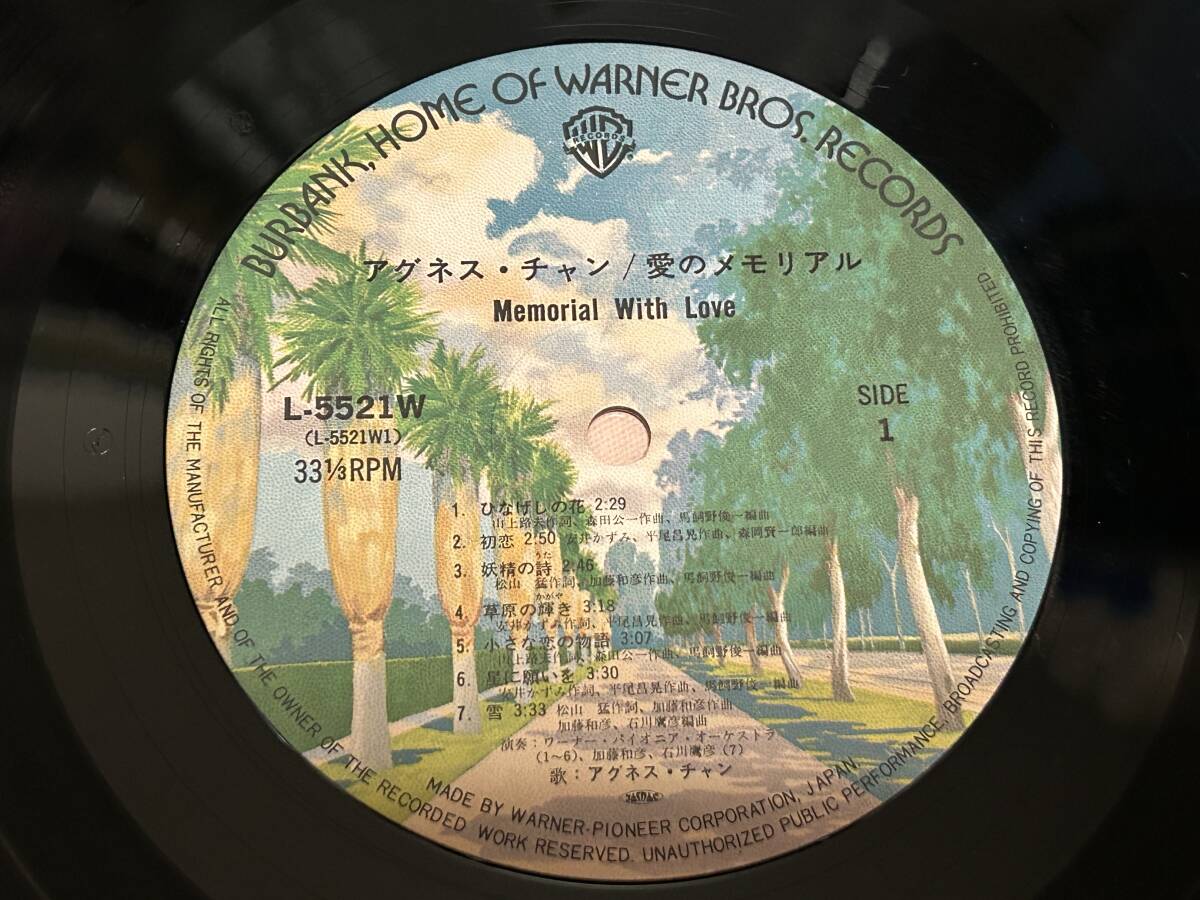 BURBANK, HOME OF WARNER BROS. RECORDS
RECORDS
アグネス・チャン/愛のメモリアル
Memorial With Love
L-5521W
(L-5521W1)
33 1/3 RPM
SIDE
1
1. ひなげしの花 2:29
山上路夫作詞、森田公一作曲、馬飼野俊一編曲
2. 初恋 2:50 安井かずみ、平尾昌晃作曲、森岡賢一郎編曲
うた
3. 妖精の詩 2:46
松山 猛作詞、加藤和彦作曲、馬飼野俊一編曲
かがや
4. 草原の輝き 3:18
安井かずみ作詞、平尾昌晃作曲、馬飼野俊一編曲
5. 小さな恋の物語 3:07
山上路夫作詞、森田公一作曲、馬飼野俊一編曲
6. 星に願いを 3:30
安井かずみ作詞、平尾昌晃作曲、馬飼野俊一編曲
7. 雪 3:33 松山 猛作詞、加藤和彦作曲
加藤和彦、石川鷹彦編曲
演奏:ワーナー・パイオニア・オーケストラ
(1~6)、加藤和彦、石川鷹彦(7)
歌:アグネス・チャン
JASRAC
MADE BY WARNER-PIONEER CORPORATION, JAPAN.
ALL RIGHTS OF THE MANUFACTURER AND OF THE OWNER OF THE RECORDED WORK RESERVED. UNAUTHORIZED PUBLIC PERFORMANCE, BROADCASTING AND COPYING OF THIS RECORD PROHIBITED